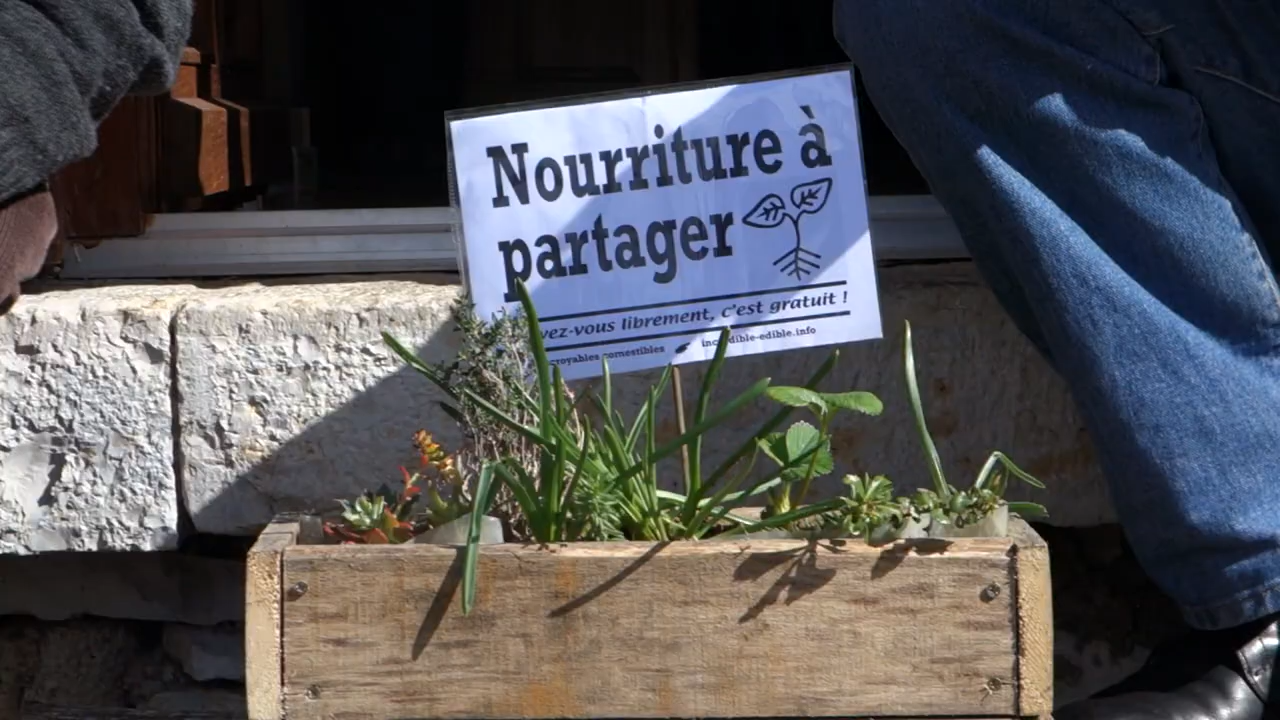 Nourriture à
partager
vez-vous librement, c'est gratuit !
croyables comestibles incredible-edible.info